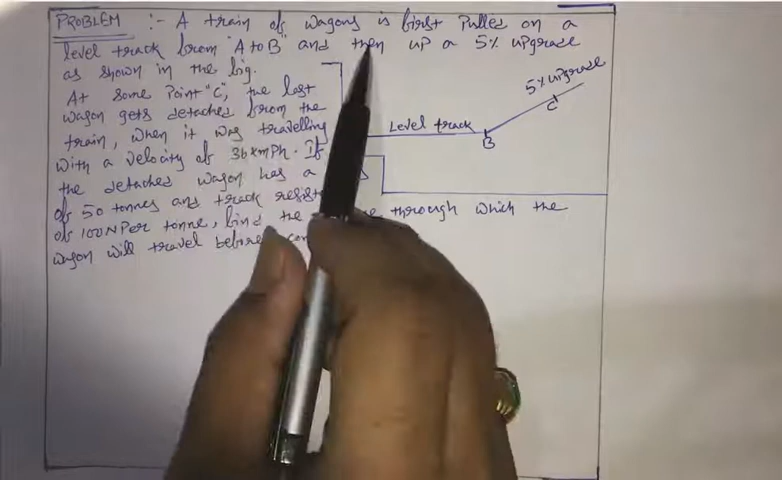 PROBLEM :- A train of wagons is first pulled on a
level track from "A to B" and then up a 5% upgrade
as shown in the fig.
At some Point "C", the last
wagon gets detached from the
train, when it was travelling
with a velocity of 36 kmPh. If
the detached wagon has a
of 50 tonnes and track resist
of 100N Per tonne, find the through which the
wagon will travel before
Level track
B
C
5% upgrade